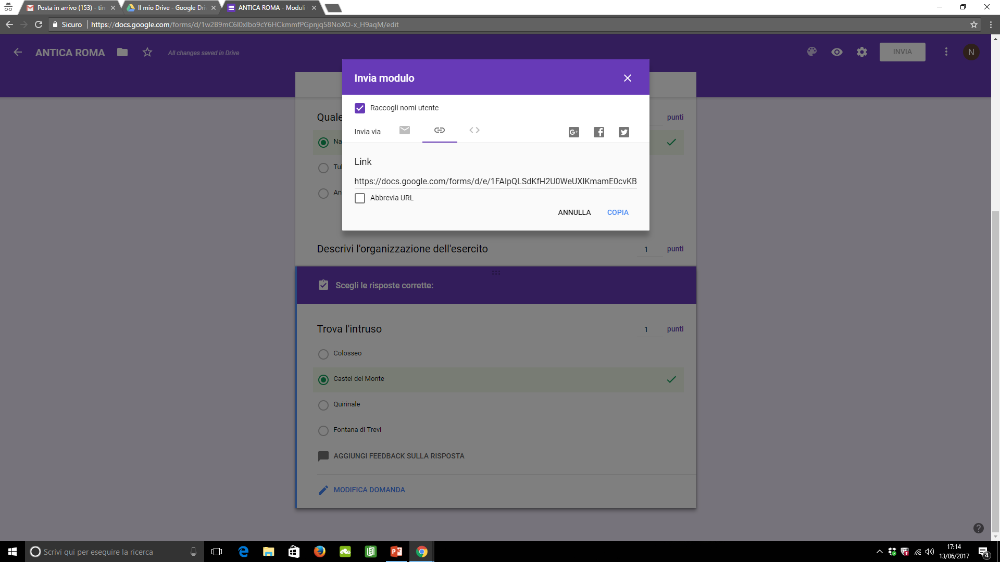 Posta in arrivo (153) - tin
Il mio Drive - Google Dri
ANTICA ROMA - Moduli
Sicuro
https://docs.google.com/forms/d/1w2B9mC6l0xIbo9cY6HCkmmfPGpnjq58NoXO-x_H9aqM/edit
ANTICA ROMA
All changes saved in Drive
INVIA
N
Invia modulo
Raccogli nomi utente
Invia via
G+
Link
https://docs.google.com/forms/d/e/1FAIpQLSdKfH2U0WeUXIKmamE0cvKB
Abbrevia URL
ANNULLA
COPIA
Quale
punti
Na
Tul
An
Descrivi l'organizzazione dell'esercito
1
punti
Scegli le risposte corrette:
Trova l'intruso
1
punti
Colosseo
Castel del Monte
Quirinale
Fontana di Trevi
AGGIUNGI FEEDBACK SULLA RISPOSTA
MODIFICA DOMANDA
Scrivi qui per eseguire la ricerca
17:14
13/06/2017
4